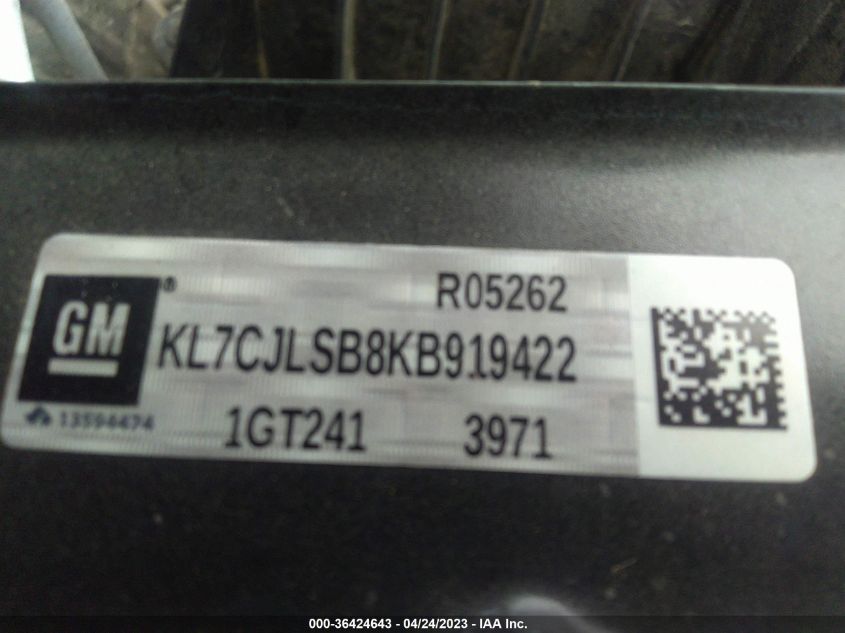 R05262
GM®
KL7CJLSB8KB919422
13594474 1GT241 3971
000-36424643 - 04/24/2023 - IAA Inc.